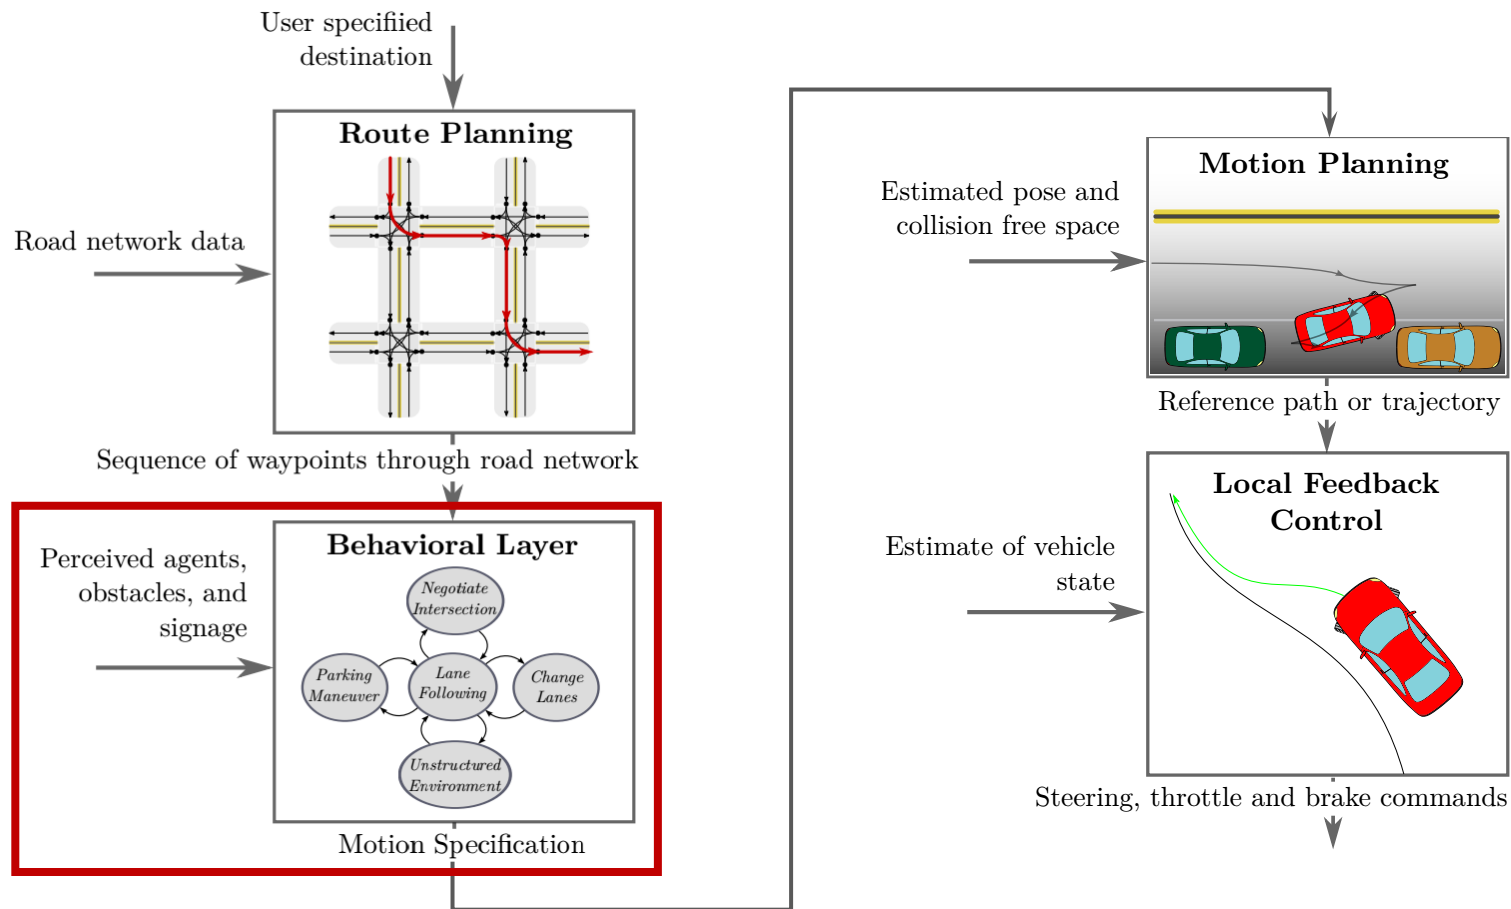 User specifiied
destination
Route Planning
Road network data
Sequence of waypoints through road network
Behavioral Layer
Perceived agents,
obstacles, and
signage
Negotiate
Intersection
Parking
Maneuver
Lane
Following
Change
Lanes
Unstructured
Environment
Motion Specification
Motion Planning
Estimated pose and
collision free space
Reference path or trajectory
Local Feedback
Control
Estimate of vehicle
state
Steering, throttle and brake commands